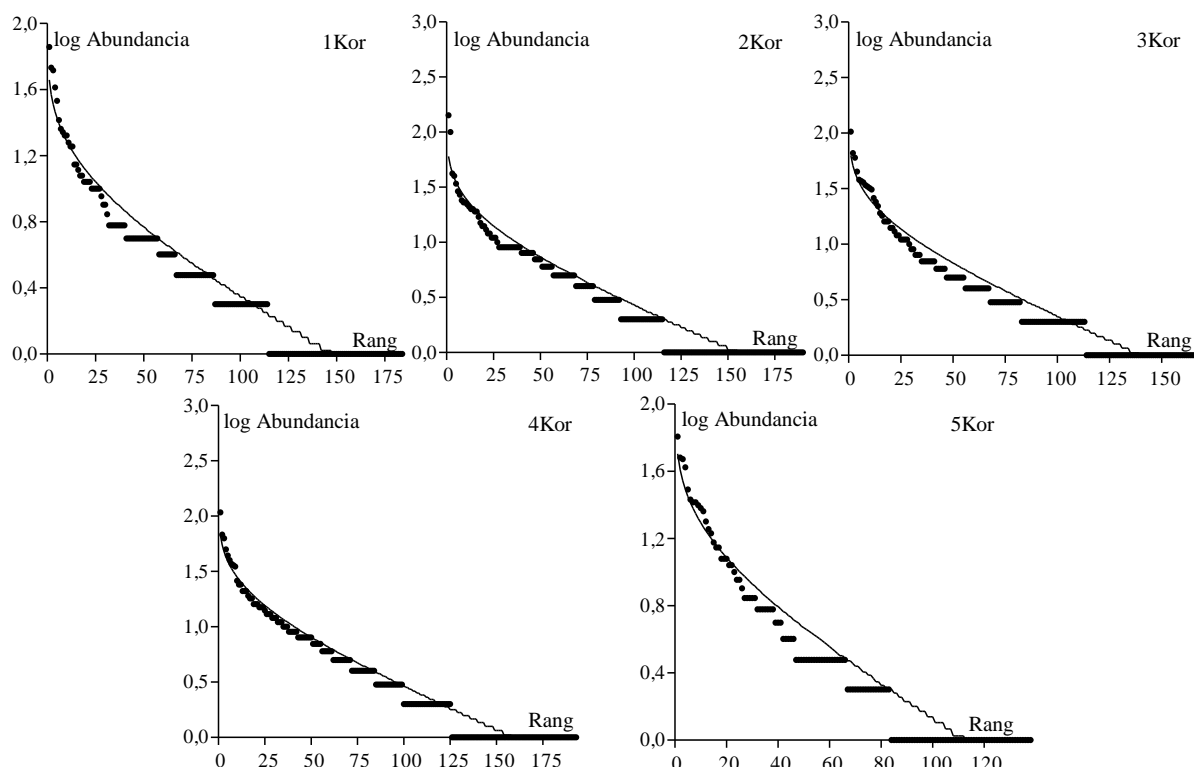 2,0
log Abundancia 1Kor
1,6
1,2
0,8
0,4
0,0
Rang
0 25 50 75 100 125 150 175
3,0
log Abundancia 2Kor
2,5
2,0
1,5
1,0
0,5
0,0
Rang
0 25 50 75 100 125 150 175
3,0
log Abundancia 3Kor
2,5
2,0
1,5
1,0
0,5
0,0
Rang
0 25 50 75 100 125 150
3,0
log Abundancia 4Kor
2,5
2,0
1,5
1,0
0,5
0,0
Rang
0 25 50 75 100 125 150 175
2,0
log Abundancia 5Kor
1,6
1,2
0,8
0,4
0,0
Rang
0 20 40 60 80 100 120